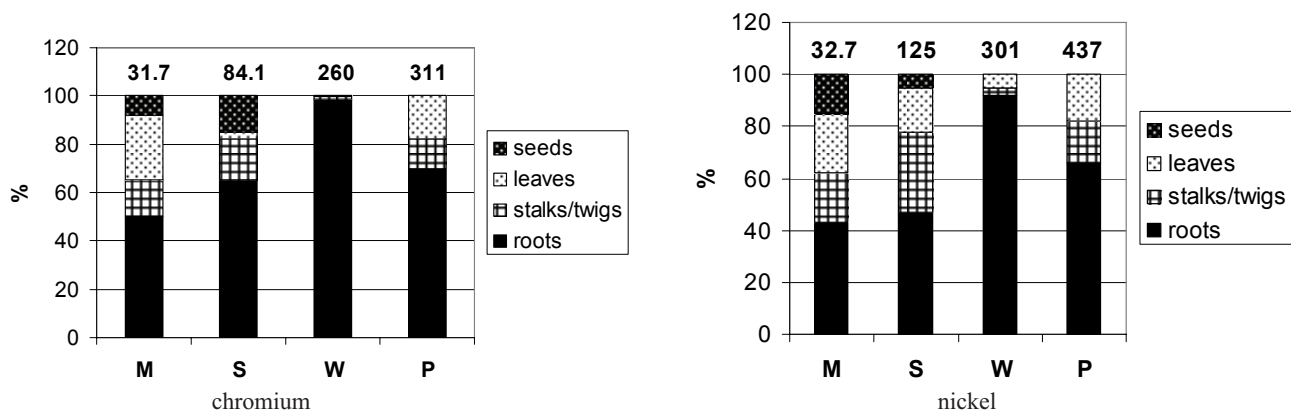 120
31.7 84.1 260 311
100
80
60
40
20
0
%
M S W P
chromium
seeds
leaves
stalks/twigs
roots
120
32.7 125 301 437
100
80
60
40
20
0
%
M S W P
nickel
seeds
leaves
stalks/twigs
roots